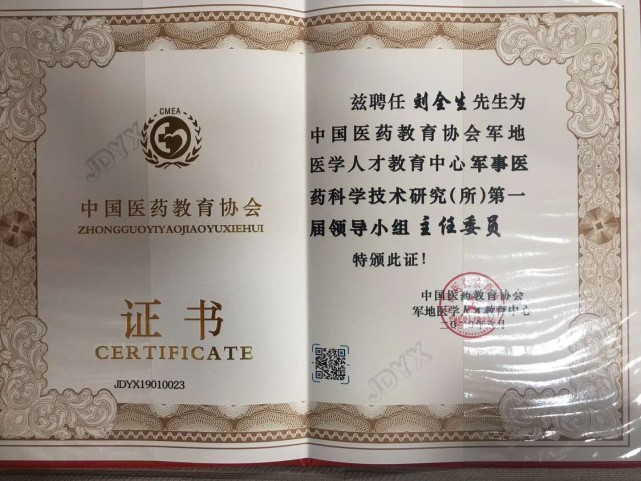 CMEA
中国医药教育协会
ZHONGGUOYIYAOJIAOYUXIEHUI
证书
CERTIFICATE
JDYX19010023
兹聘任 刘全生 先生为
中国医药教育协会军地
医学人才教育中心军事医
药科学技术研究(所)第一
届领导小组 主任委员
特颁此证!
中国医药教育协会
军地医学人才教育中心
JDYX
JDYX
JDYX
JDYX